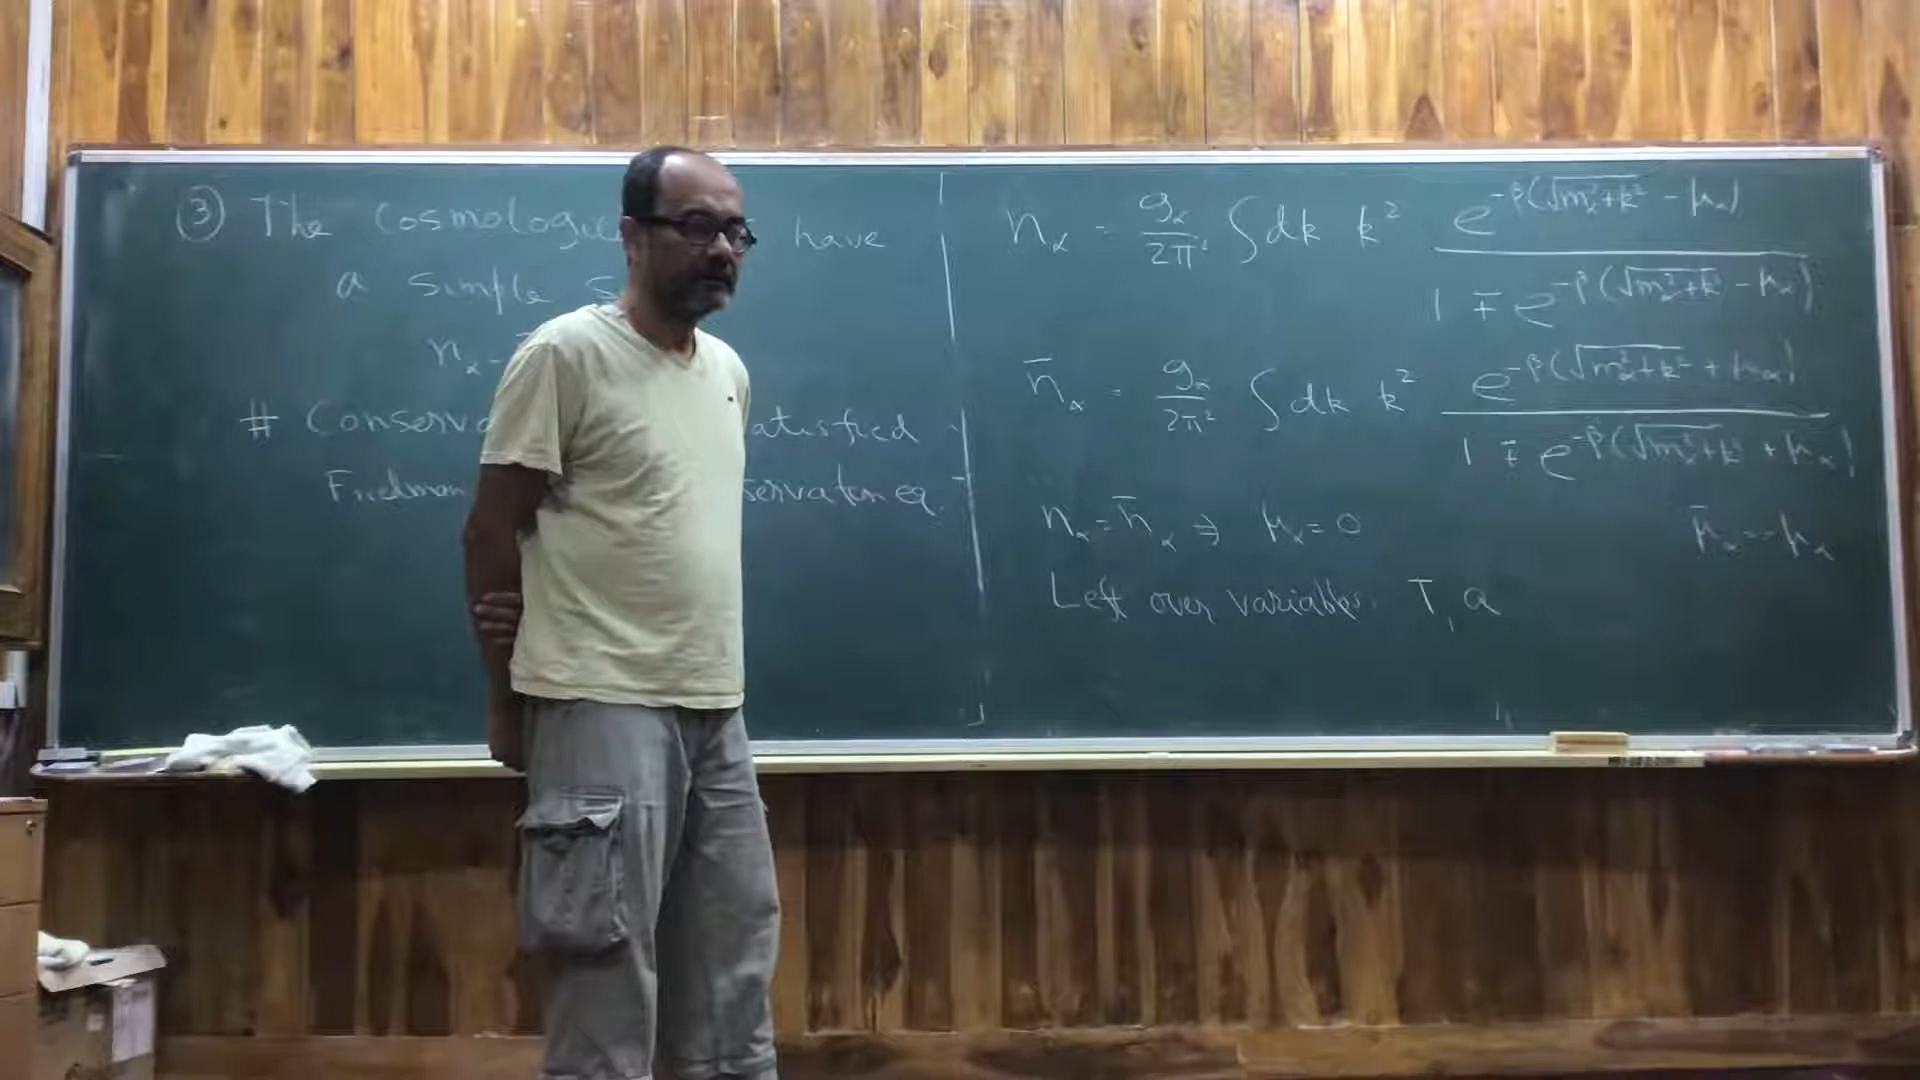 ③ The Cosmologic have
a simple s
n_α -
# Conserv atisfied
Friedman servation eq.
n_α = g_α/2π² ∫dk k² e^{-β(√m_α²+k² - μ_α)} / 1 ∓ e^{-β(√m_α²+k² - μ_α)}
n̄_α = g_α/2π² ∫dk k² e^{-β(√m_α²+k² + μ_α)} / 1 ∓ e^{-β(√m_α²+k² + μ_α)}
n_α = n̄_α ⇒ μ_α = 0 μ̄_α = -μ_α
Left over variables: T, a